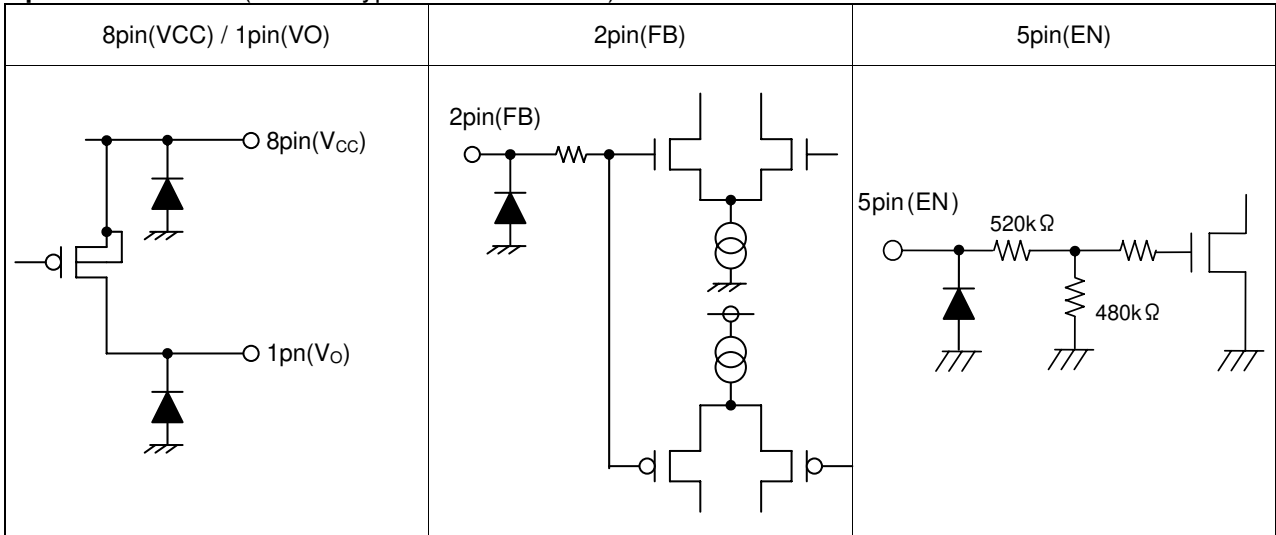 8pin(VCC) / 1pin(VO)
2pin(FB)
5pin(EN)
8pin(VCC)
1pn(VO)
2pin(FB)
5pin(EN)
520kΩ
480kΩ